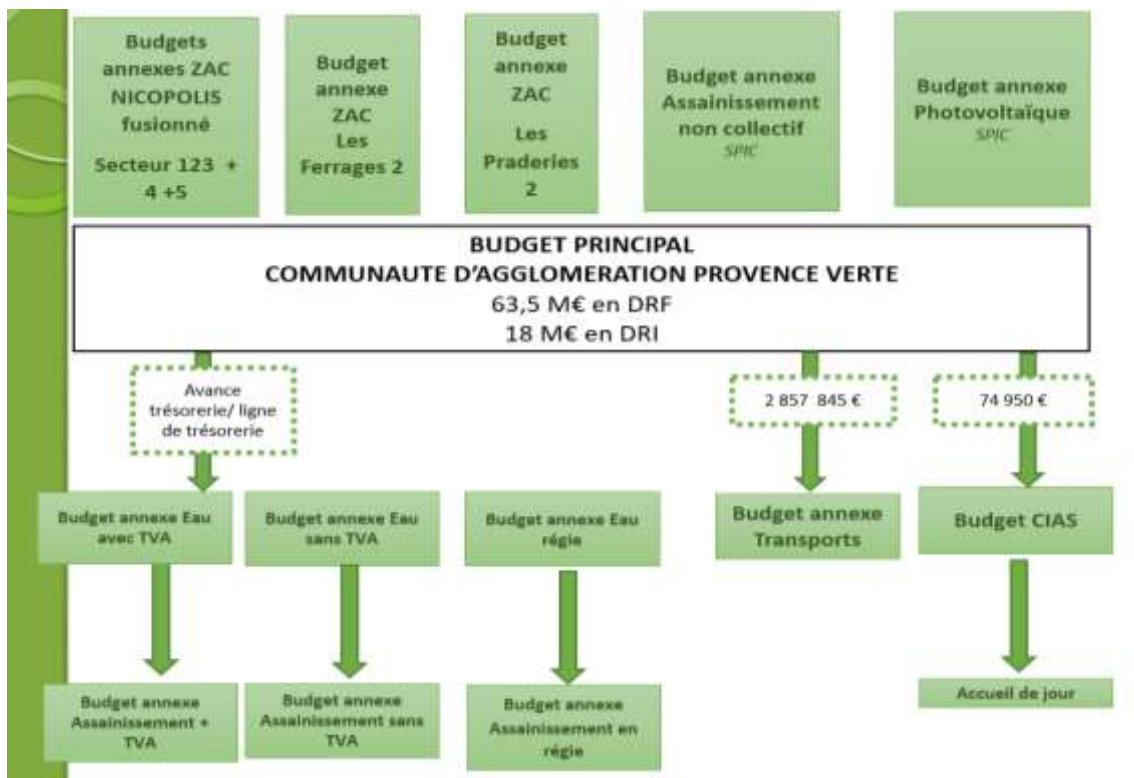 Budgets
annexes ZAC
NICOPOLIS
fusionné
Secteur 123 +
4 +5
Budget
annexe
ZAC
Les
Ferrages 2
Budget
annexe
ZAC
Les
Praderies
2
Budget annexe
Assainissement
non collectif
SPIC
Budget annexe
Photovoltaïque
SPIC
BUDGET PRINCIPAL
COMMUNAUTE D'AGGLOMERATION PROVENCE VERTE
63,5 M€ en DRF
18 M€ en DRI
Avance
trésorerie/ ligne
de trésorerie
2 857 845 €
74 950 €
Budget annexe Eau
avec TVA
Budget annexe Eau
sans TVA
Budget annexe Eau
régie
Budget annexe
Transports
Budget CIAS
Budget annexe
Assainissement +
TVA
Budget annexe
Assainissement sans
TVA
Budget annexe
Assainissement en
régie
Accueil de jour